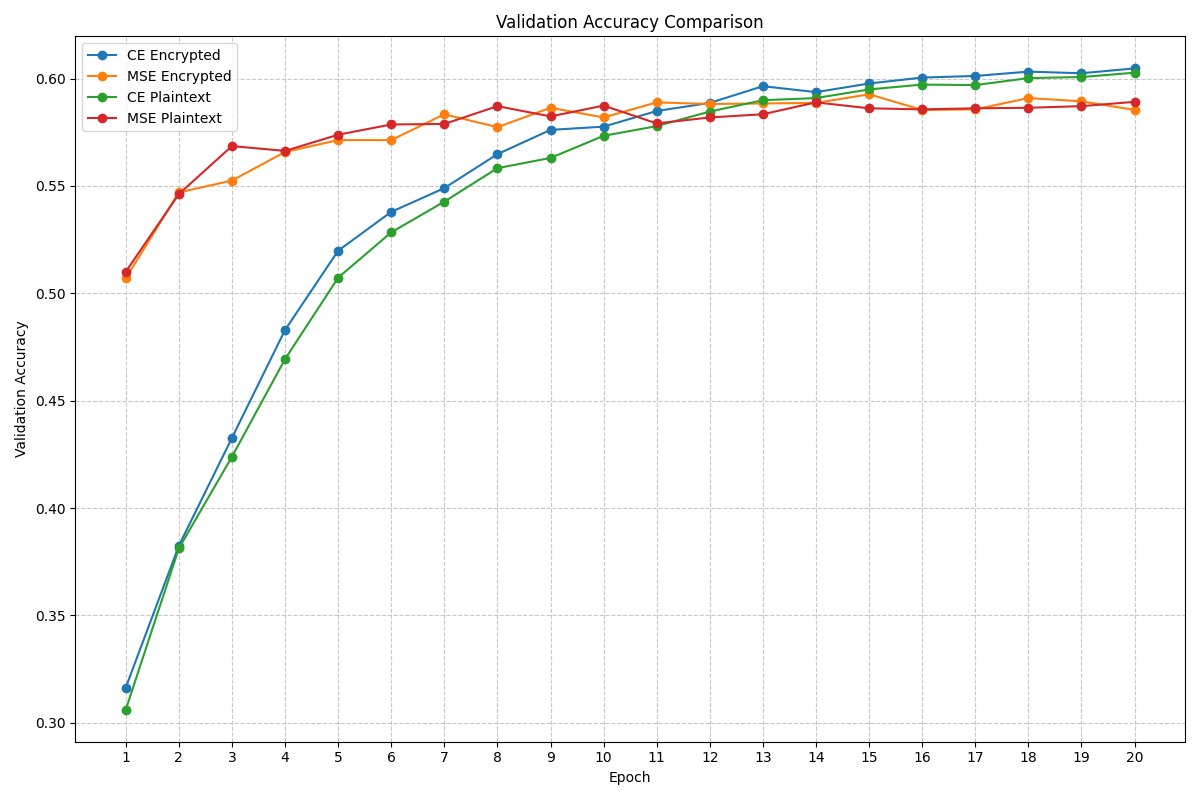 Validation Accuracy Comparison
CE Encrypted
MSE Encrypted
CE Plaintext
MSE Plaintext
Validation Accuracy
0.60
0.55
0.50
0.45
0.40
0.35
0.30
1 2 3 4 5 6 7 8 9 10 11 12 13 14 15 16 17 18 19 20
Epoch